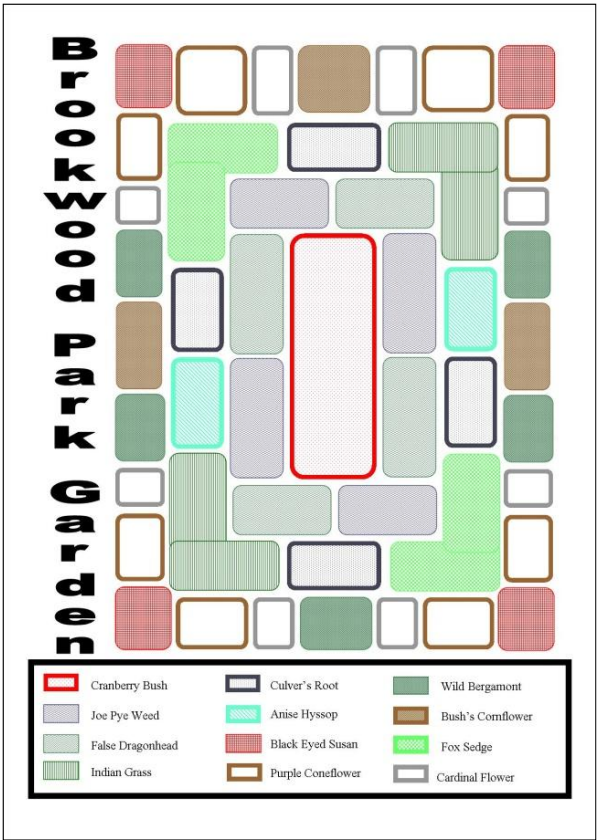 Brookwood Park Garden
Cranberry Bush
Culver's Root
Wild Bergamont
Joe Pye Weed
Anise Hyssop
Bush's Cornflower
False Dragonhead
Black Eyed Susan
Fox Sedge
Indian Grass
Purple Coneflower
Cardinal Flower